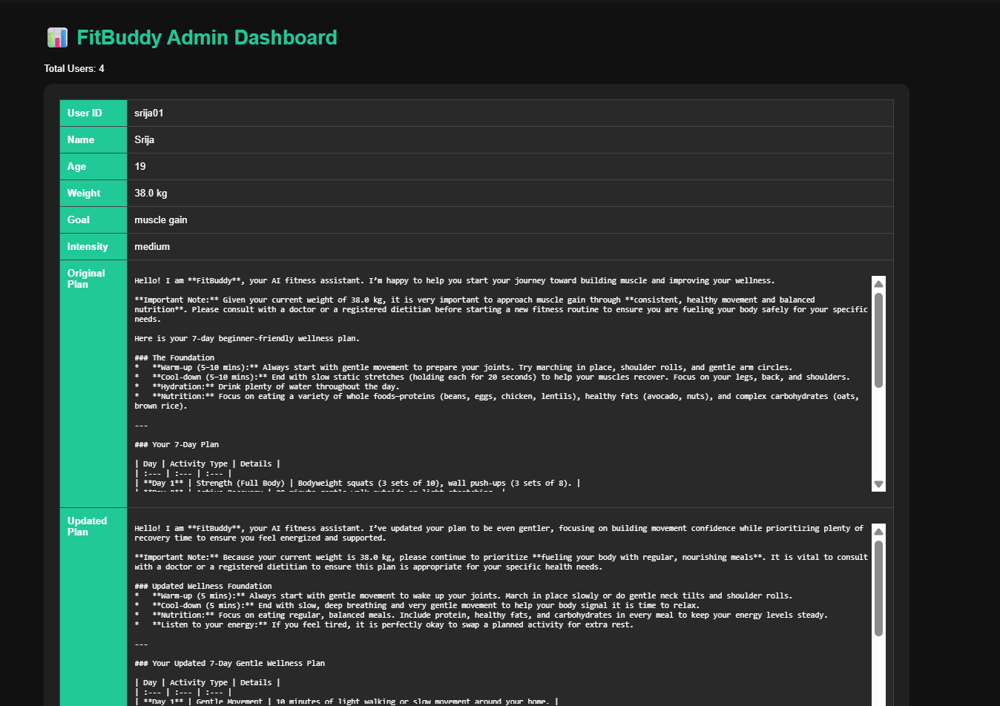 FitBuddy Admin Dashboard
Total Users: 4
User ID srija01
Name Srija
Age 19
Weight 38.0 kg
Goal muscle gain
Intensity medium
Original
Plan
Hello! I am **FitBuddy**, your AI fitness assistant. I’m happy to help you start your journey toward building muscle and improving your wellness.
**Important Note:** Given your current weight of 38.0 kg, it is very important to approach muscle gain through **consistent, healthy movement and balanced
nutrition**. Please consult with a doctor or a registered dietitian before starting a new fitness routine to ensure you are fueling your body safely for your specific
needs.
Here is your 7-day beginner-friendly wellness plan.
### The Foundation
*   **Warm-up (5–10 mins):** Always start with gentle movement to prepare your joints. Try marching in place, shoulder rolls, and gentle arm circles.
*   **Cool-down (5–10 mins):** End with slow static stretches (holding each for 20 seconds) to help your muscles recover. Focus on your legs, back, and shoulders.
*   **Hydration:** Drink plenty of water throughout the day.
*   **Nutrition:** Focus on eating a variety of whole foods—proteins (beans, eggs, chicken, lentils), healthy fats (avocado, nuts), and complex carbohydrates (oats,
brown rice).
---
### Your 7-Day Plan
| Day | Activity Type | Details |
| :--- | :--- | :--- |
| **Day 1** | Strength (Full Body) | Bodyweight squats (3 sets of 10), wall push-ups (3 sets of 8). |
Updated
Plan
Hello! I am **FitBuddy**, your AI fitness assistant. I’ve updated your plan to be even gentler, focusing on building movement confidence while prioritizing plenty of
recovery time to ensure you feel energized and supported.
**Important Note:** Because your current weight is 38.0 kg, please continue to prioritize **fueling your body with regular, nourishing meals**. It is vital to consult
with a doctor or a registered dietitian to ensure this plan is appropriate for your specific health needs.
### Updated Wellness Foundation
*   **Warm-up (5 mins):** Always start with gentle movement to wake up your joints. March in place slowly or do gentle neck tilts and shoulder rolls.
*   **Cool-down (5 mins):** End with slow, deep breathing and very gentle movement to help your body signal it is time to relax.
*   **Nutrition:** Focus on eating regular, balanced meals. Include protein, healthy fats, and carbohydrates in every meal to keep your energy levels steady.
*   **Listen to your energy:** If you feel tired, it is perfectly okay to swap a planned activity for extra rest.
---
### Your Updated 7-Day Gentle Wellness Plan
| Day | Activity Type | Details |
| :--- | :--- | :--- |
| **Day 1** | Gentle Movement | 10 minutes of light walking or slow movement around your home. |